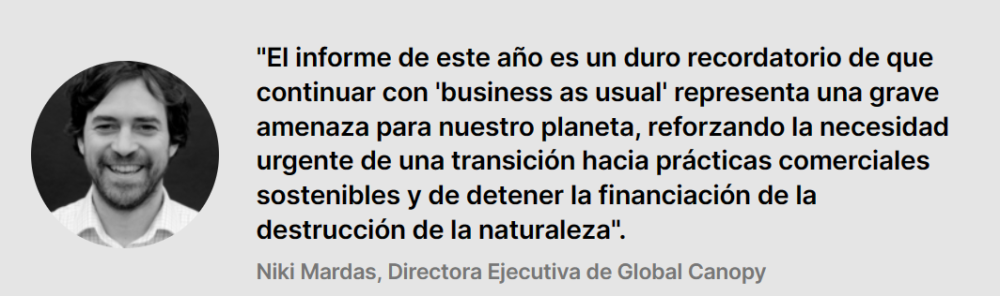 "El informe de este año es un duro recordatorio de que
continuar con 'business as usual' representa una grave
amenaza para nuestro planeta, reforzando la necesidad
urgente de una transición hacia prácticas comerciales
sostenibles y de detener la financiación de la
destrucción de la naturaleza".
Niki Mardas, Directora Ejecutiva de Global Canopy